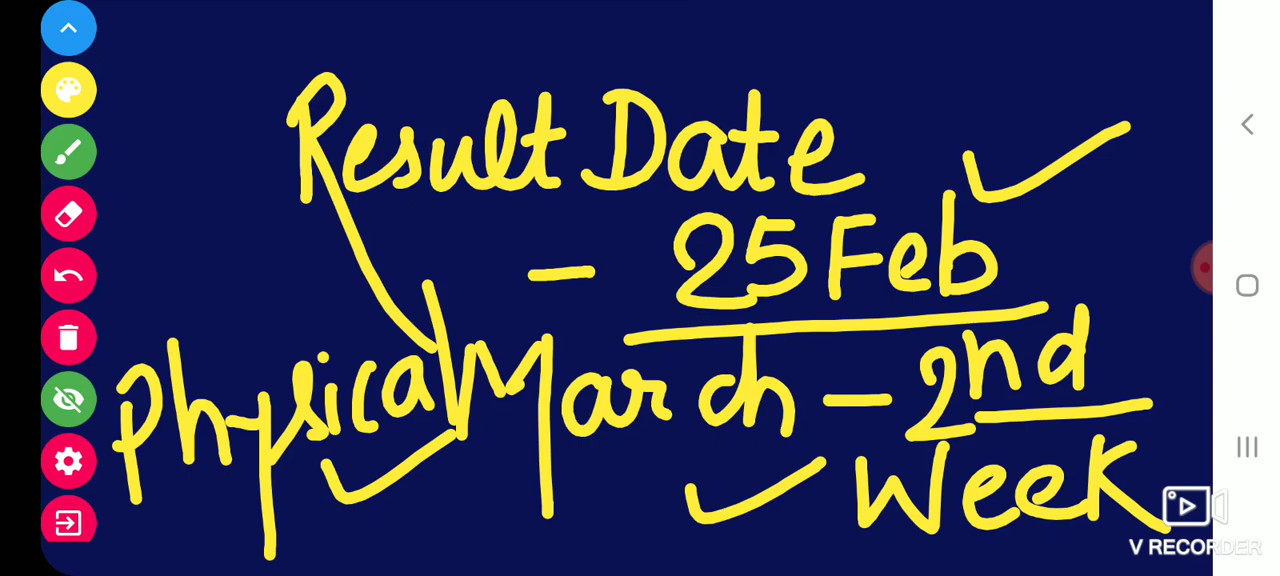 Result Date
- 25 Feb
Physical March - 2nd
Week
V RECORDER